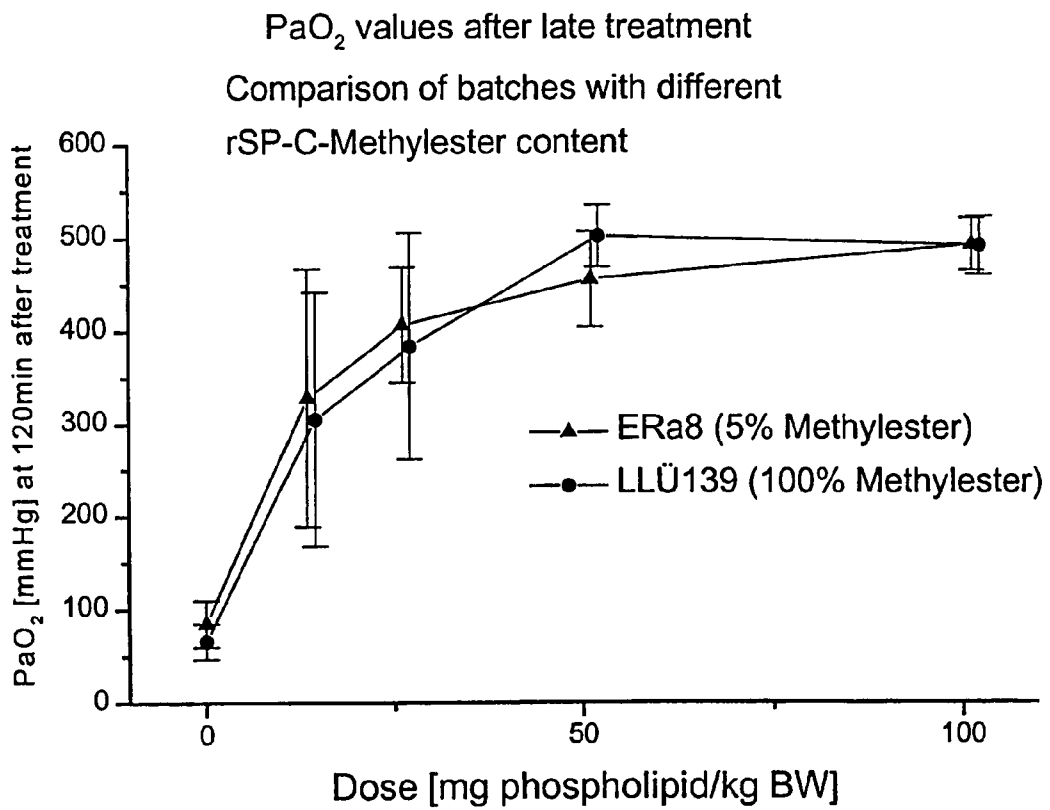 PaO₂ values after late treatment
Comparison of batches with different
rSP-C-Methylester content
PaO₂ [mmHg] at 120min after treatment
600
500
400
300
200
100
0
ERa8 (5% Methylester)
LLÜ139 (100% Methylester)
0 50 100
Dose [mg phospholipid/kg BW]